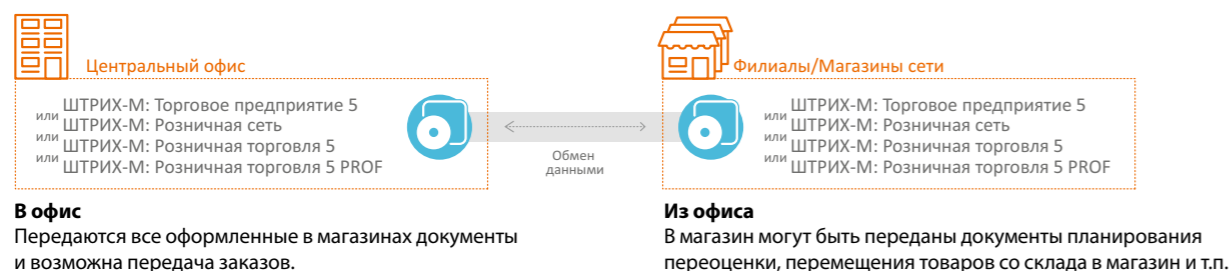 Центральный офис
ШТРИХ-М: Торговое предприятие 5
или ШТРИХ-М: Розничная сеть
или ШТРИХ-М: Розничная торговля 5
или ШТРИХ-М: Розничная торговля 5 PROF
Обмен
данными
Филиалы/Магазины сети
ШТРИХ-М: Торговое предприятие 5
или ШТРИХ-М: Розничная сеть
или ШТРИХ-М: Розничная торговля 5
или ШТРИХ-М: Розничная торговля 5 PROF
В офис
Передаются все оформленные в магазинах документы
и возможна передача заказов.
Из офиса
В магазин могут быть переданы документы планирования
переоценки, перемещения товаров со склада в магазин и т.п.